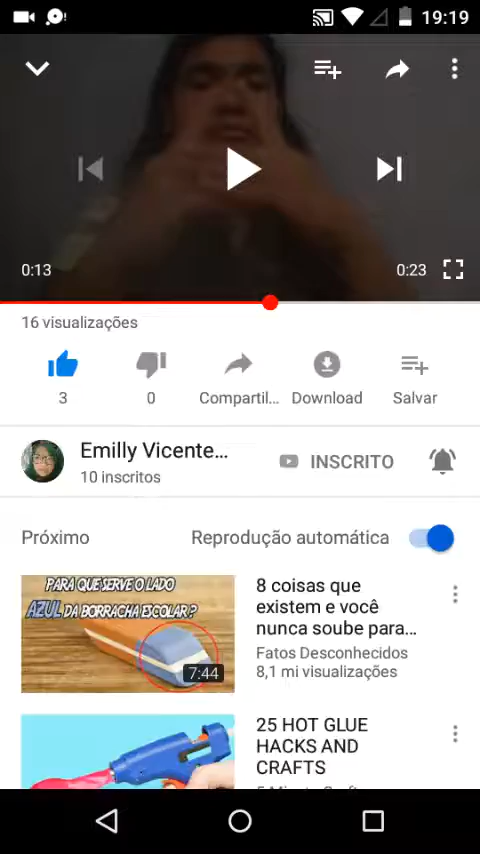 19:19
0:13
0:23
16 visualizações
3
0
Compartil...
Download
Salvar
Emilly Vicente...
10 inscritos
INSCRITO
Próximo
Reprodução automática
PARA QUE SERVE O LADO
AZUL DA BORRACHA ESCOLAR?
7:44
8 coisas que
existem e você
nunca soube para...
Fatos Desconhecidos
8,1 mi visualizações
25 HOT GLUE
HACKS AND
CRAFTS